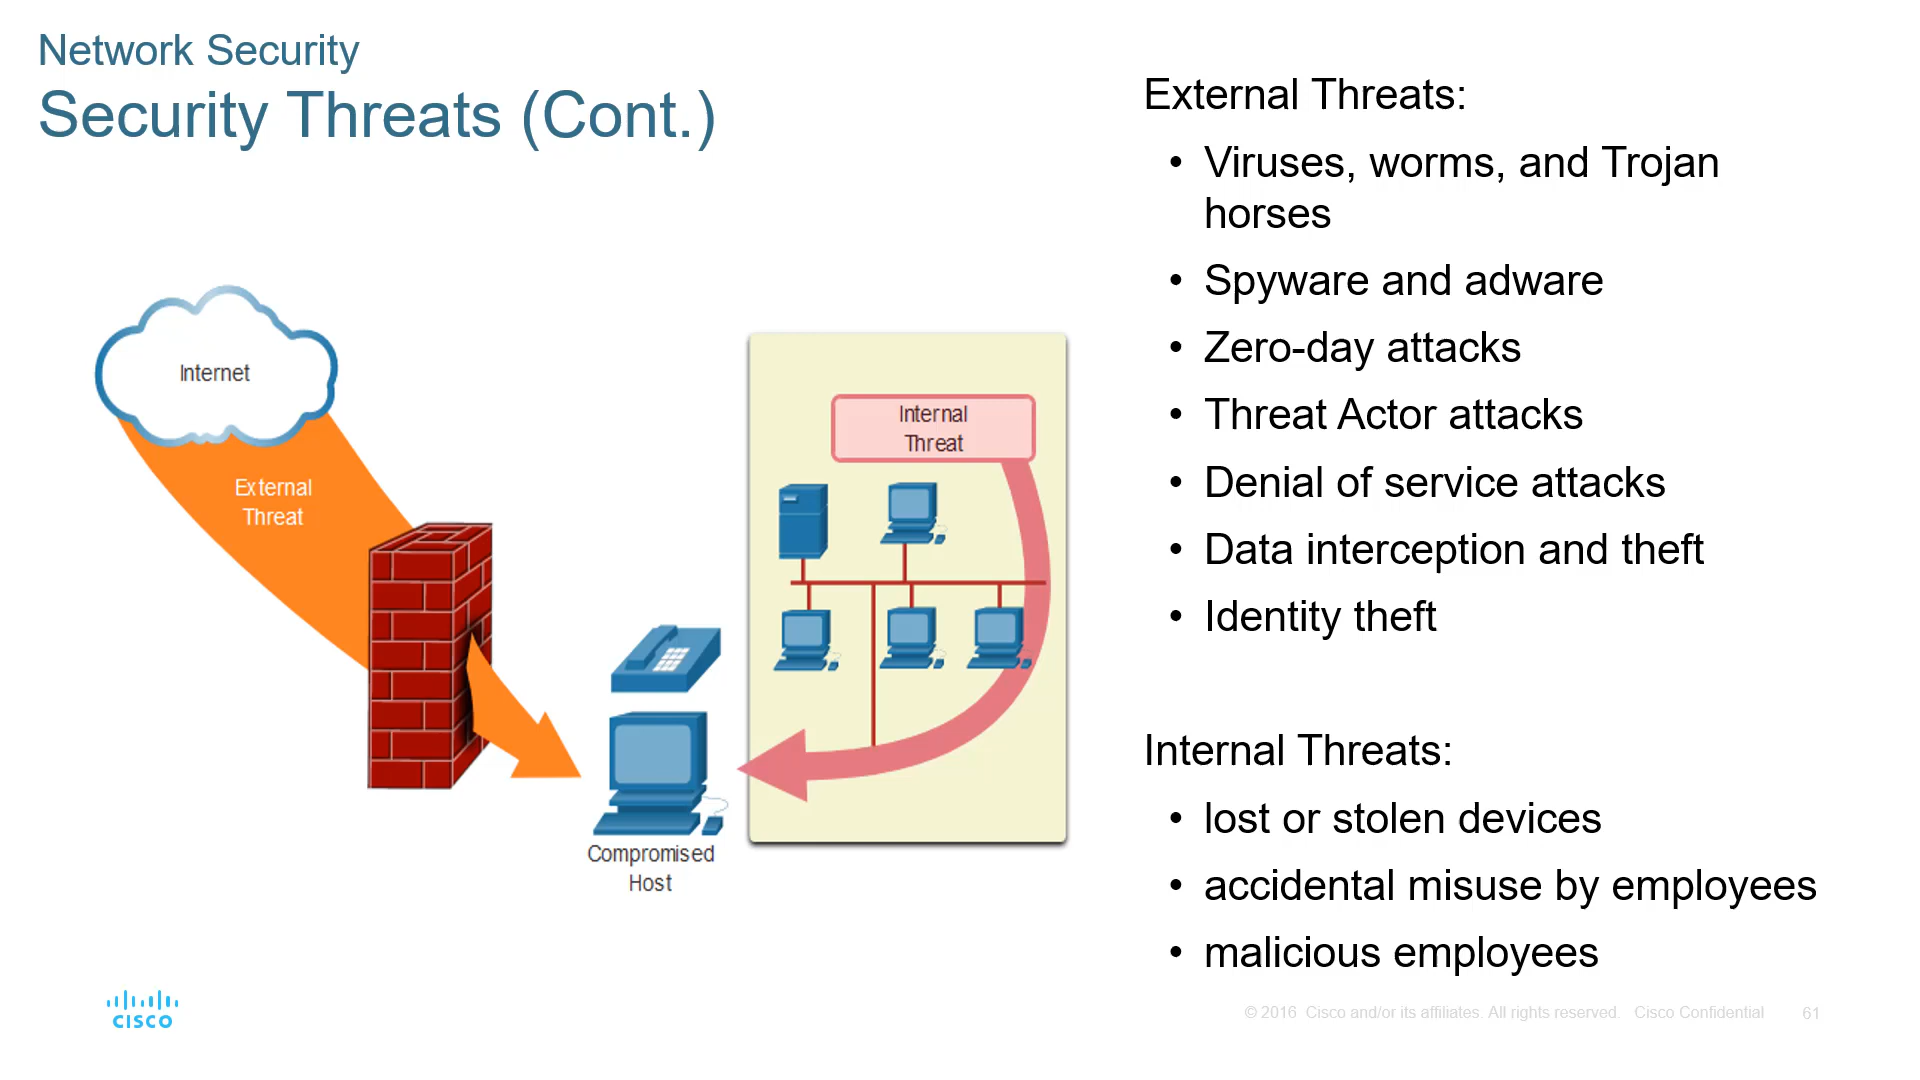 Network Security
Security Threats (Cont.)
External Threats:
• Viruses, worms, and Trojan
horses
• Spyware and adware
• Zero-day attacks
• Threat Actor attacks
• Denial of service attacks
• Data interception and theft
• Identity theft
Internal Threats:
• lost or stolen devices
• accidental misuse by employees
• malicious employees
Internet
External
Threat
Internal
Threat
Compromised
Host
CISCO
© 2016 Cisco and/or its affiliates. All rights reserved. Cisco Confidential
61